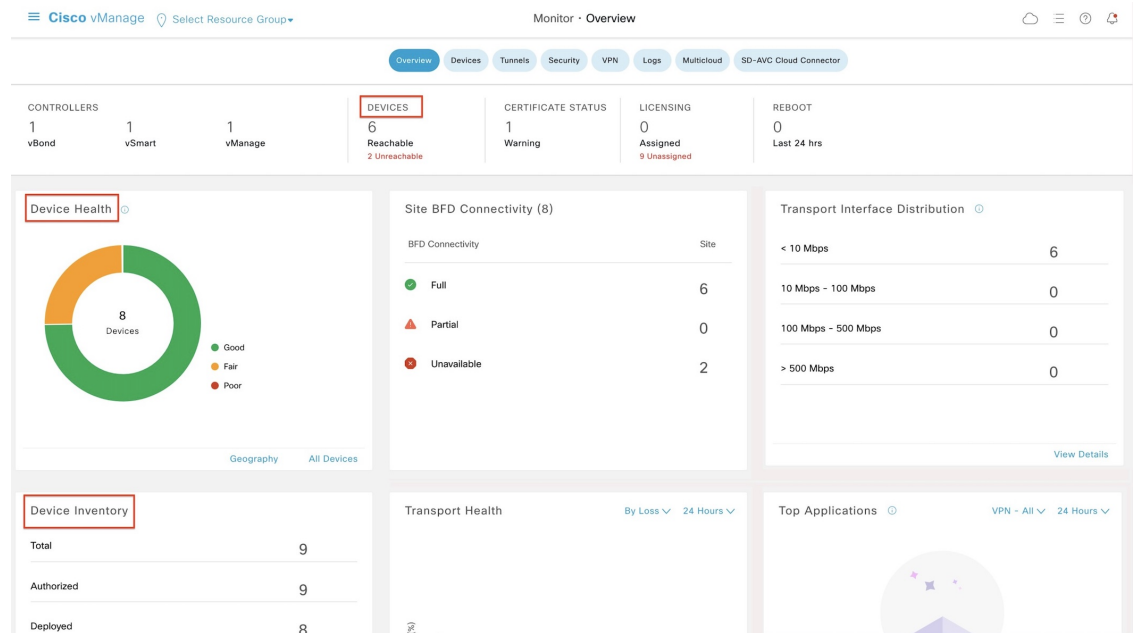 Cisco vManage
Select Resource Group
Monitor · Overview
Overview
Devices
Tunnels
Security
VPN
Logs
Multicloud
SD-AVC Cloud Connector
CONTROLLERS
1
vBond
1
vSmart
1
vManage
DEVICES
6
Reachable
2 Unreachable
CERTIFICATE STATUS
1
Warning
LICENSING
0
Assigned
9 Unassigned
REBOOT
0
Last 24 hrs
Device Health
8
Devices
Good
Fair
Poor
Geography
All Devices
Site BFD Connectivity (8)
BFD Connectivity Site
Full 6
Partial 0
Unavailable 2
Transport Interface Distribution
< 10 Mbps 6
10 Mbps - 100 Mbps 0
100 Mbps - 500 Mbps 0
> 500 Mbps 0
View Details
Device Inventory
Total 9
Authorized 9
Deployed 8
Transport Health
By Loss
24 Hours
Top Applications
VPN - All
24 Hours